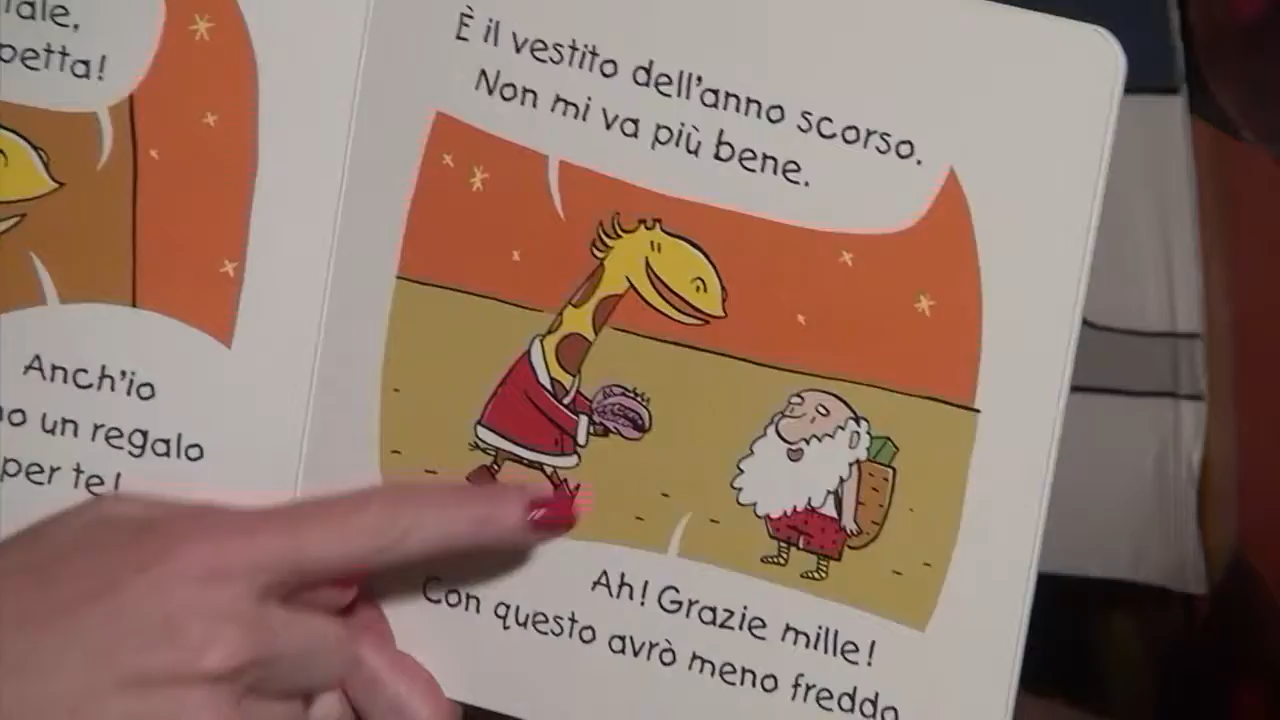 petta!
Anch'io
un regalo
per te!
È il vestito dell'anno scorso.
Non mi va più bene.
Ah! Grazie mille!
Con questo avrò meno freddo